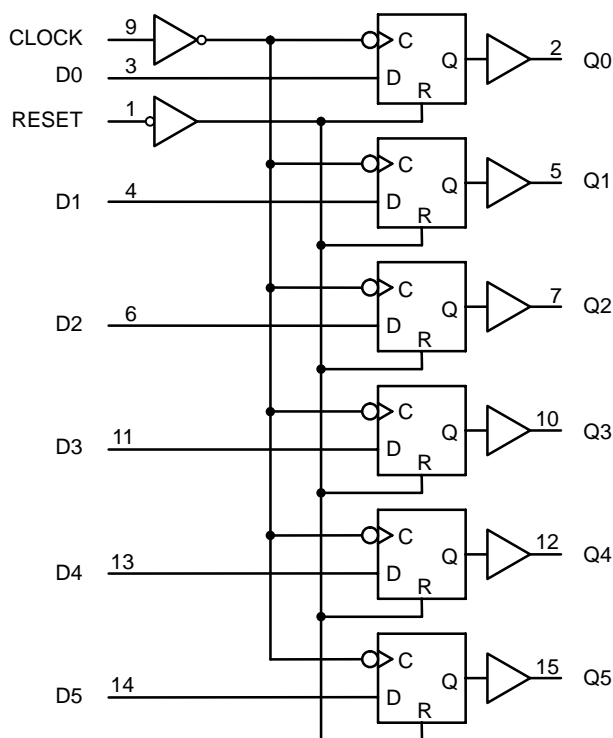 CLOCK 9 C Q 2 Q0
D0 3 D
RESET 1 R
C Q 5 Q1
D1 4 D
R
C Q 7 Q2
D2 6 D
R
C Q 10 Q3
D3 11 D
R
C Q 12 Q4
D4 13 D
R
C Q 15 Q5
D5 14 D
R